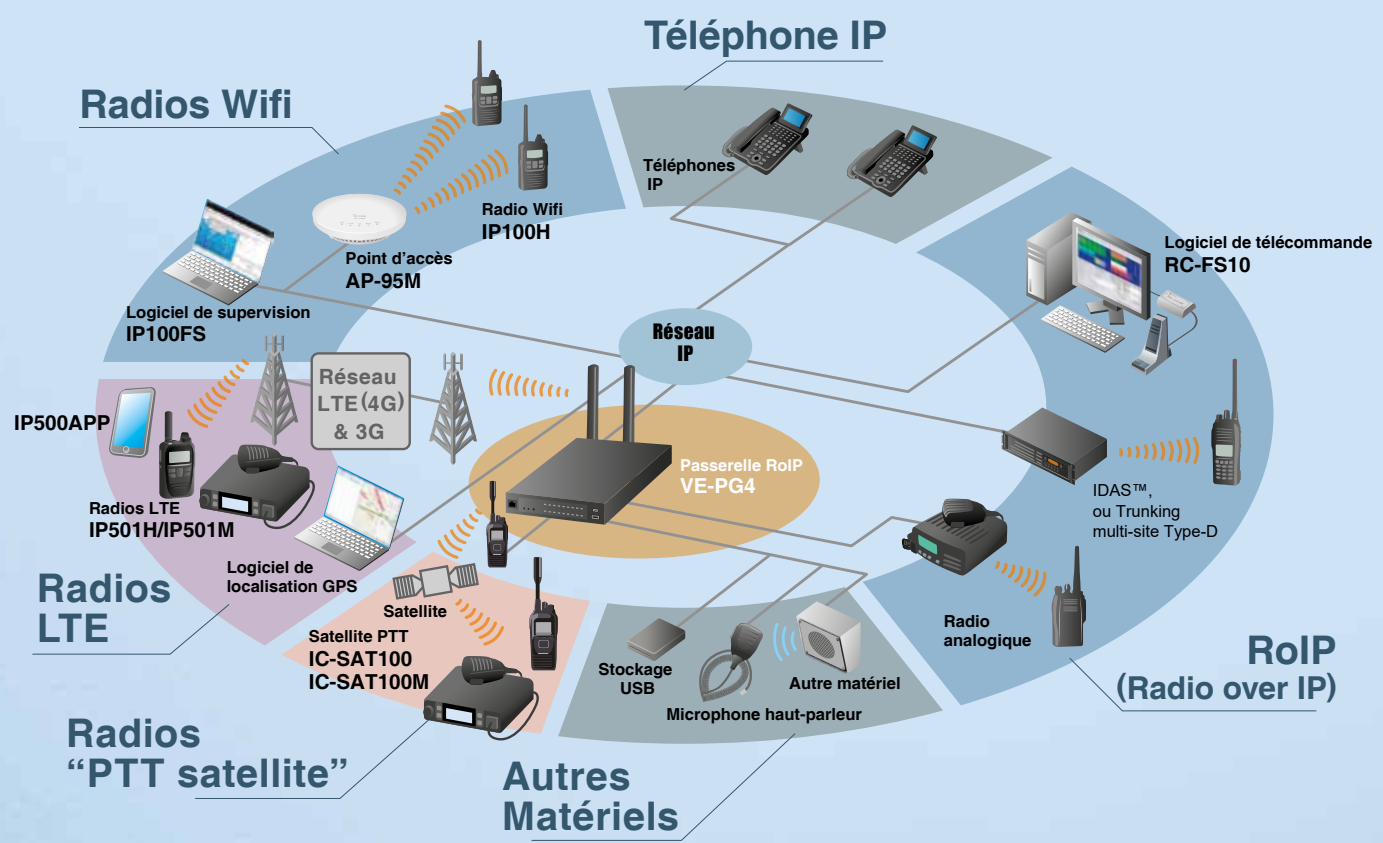 Téléphone IP
Radios Wifi
Téléphones
IP
Radio Wifi
IP100H
Point d'accès
AP-95M
Logiciel de supervision
IP100FS
Logiciel de télécommande
RC-FS10
Réseau
IP
Réseau
LTE (4G)
& 3G
IP500APP
Passerelle RoIP
VE-PG4
Radios LTE
IP501H/IP501M
IDAS™,
ou Trunking
multi-site Type-D
Logiciel de
localisation GPS
Radios
LTE
Satellite
Satellite PTT
IC-SAT100
IC-SAT100M
Radio
analogique
Stockage
USB
Autre matériel
Microphone haut-parleur
RoIP
(Radio over IP)
Radios
“PTT satellite”
Autres
Matériels